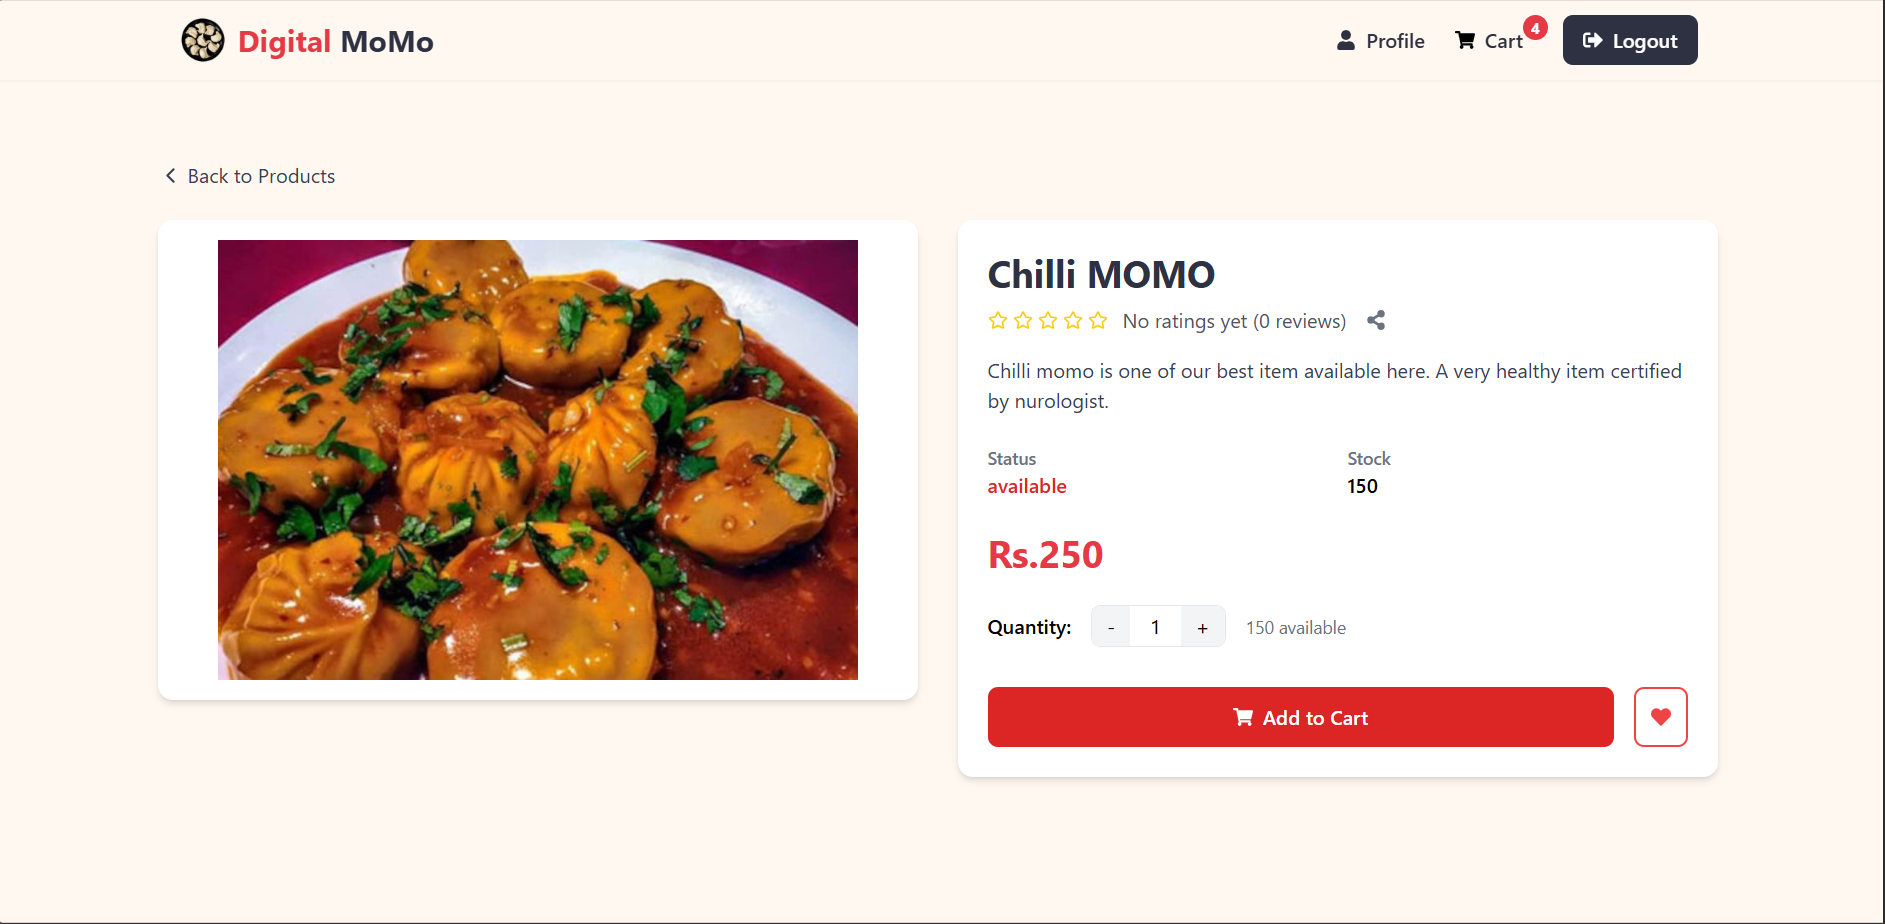 Digital MoMo
Profile
Cart
4
Logout
Back to Products
Chilli MOMO
No ratings yet (0 reviews)
Chilli momo is one of our best item available here. A very healthy item certified
by nurologist.
Status
Stock
available
150
Rs.250
Quantity:
-
1
+
150 available
Add to Cart